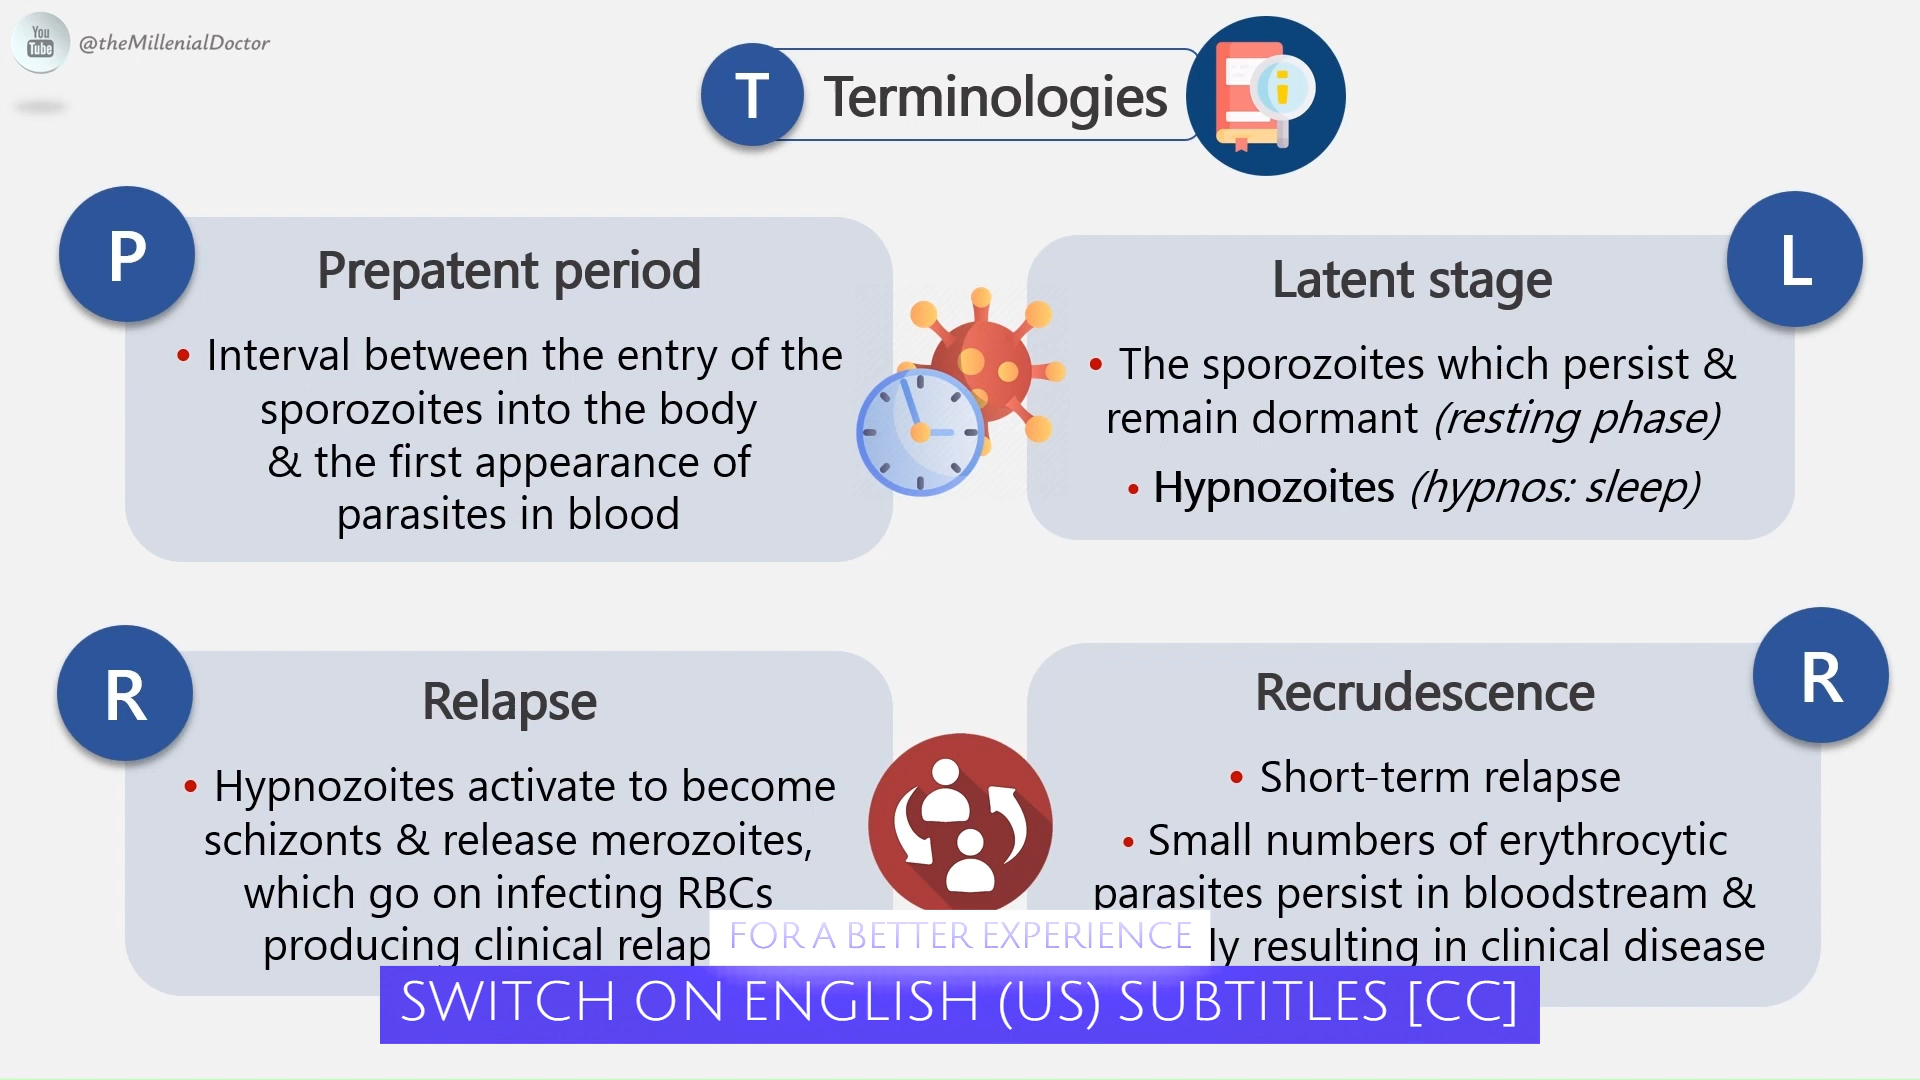 You
Tube
@theMillenialDoctor
T
Terminologies
P
Prepatent period
• Interval between the entry of the
sporozoites into the body
& the first appearance of
parasites in blood
L
Latent stage
• The sporozoites which persist &
remain dormant (resting phase)
• Hypnozoites (hypnos: sleep)
R
Relapse
• Hypnozoites activate to become
schizonts & release merozoites,
which go on infecting RBCs
producing clinical relap
R
Recrudescence
• Short-term relapse
• Small numbers of erythrocytic
parasites persist in bloodstream &
ly resulting in clinical disease
FOR A BETTER EXPERIENCE
SWITCH ON ENGLISH (US) SUBTITLES [CC]